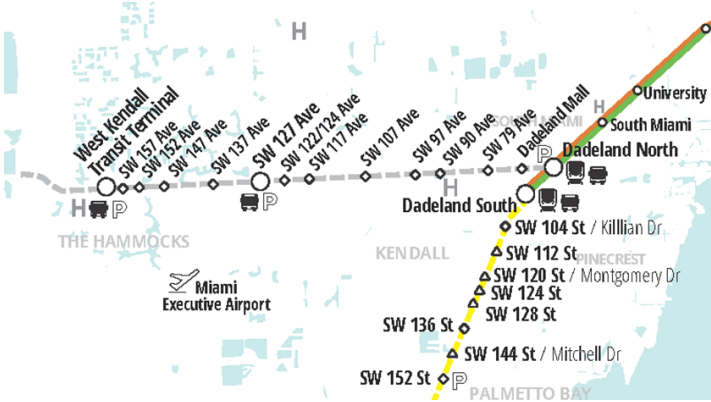 H
West Kendall
Transit Terminal
SW 157 Ave
SW 152 Ave
SW 147 Ave
SW 137 Ave
SW 127 Ave
SW 122/124 Ave
SW 117 Ave
SW 107 Ave
SW 97 Ave
SW 90 Ave
SW 79 Ave
Dadeland Mall
SOUTH MIAMI
H
University
South Miami
P
Dadeland North
H
P
P
H
Dadeland South
THE HAMMOCKS
KENDALL
PINECREST
Miami
Executive Airport
SW 104 St / Killlian Dr
SW 112 St
SW 120 St / Montgomery Dr
SW 124 St
SW 128 St
SW 136 St
SW 144 St / Mitchell Dr
SW 152 St
P
PALMETTO BAY